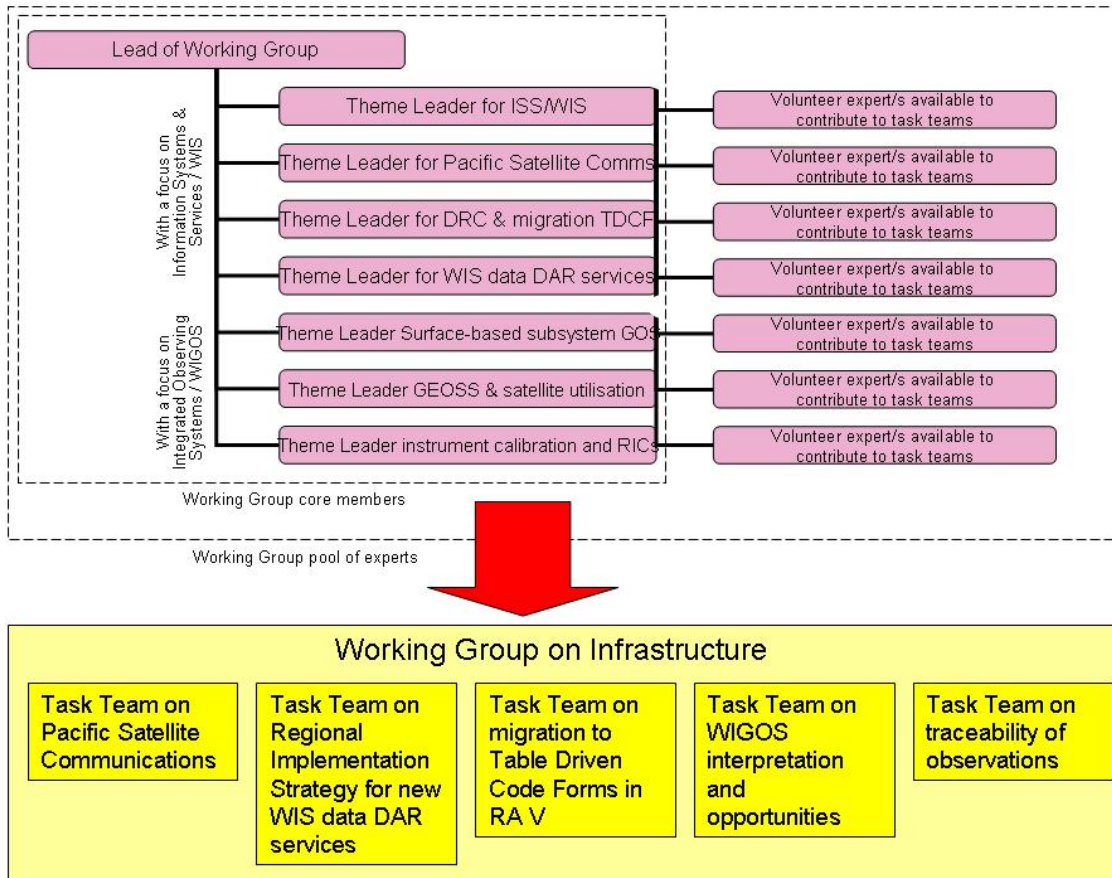 Lead of Working Group
With a focus on
Information Systems &
Services / WIS
Theme Leader for ISS/WIS
Volunteer expert/s available to
contribute to task teams
Theme Leader for Pacific Satellite Comms
Volunteer expert/s available to
contribute to task teams
Theme Leader for DRC & migration TDCF
Volunteer expert/s available to
contribute to task teams
Theme Leader for WIS data DAR services
Volunteer expert/s available to
contribute to task teams
With a focus on
Integrated Observing
Systems / WIGOS
Theme Leader Surface-based subsystem GOS
Volunteer expert/s available to
contribute to task teams
Theme Leader GEOSS & satellite utilisation
Volunteer expert/s available to
contribute to task teams
Theme Leader instrument calibration and RICs
Volunteer expert/s available to
contribute to task teams
Working Group core members
Working Group pool of experts
Working Group on Infrastructure
Task Team on
Pacific Satellite
Communications
Task Team on
Regional
Implementation
Strategy for new
WIS data DAR
services
Task Team on
migration to
Table Driven
Code Forms in
RA V
Task Team on
WIGOS
interpretation
and
opportunities
Task Team on
traceability of
observations